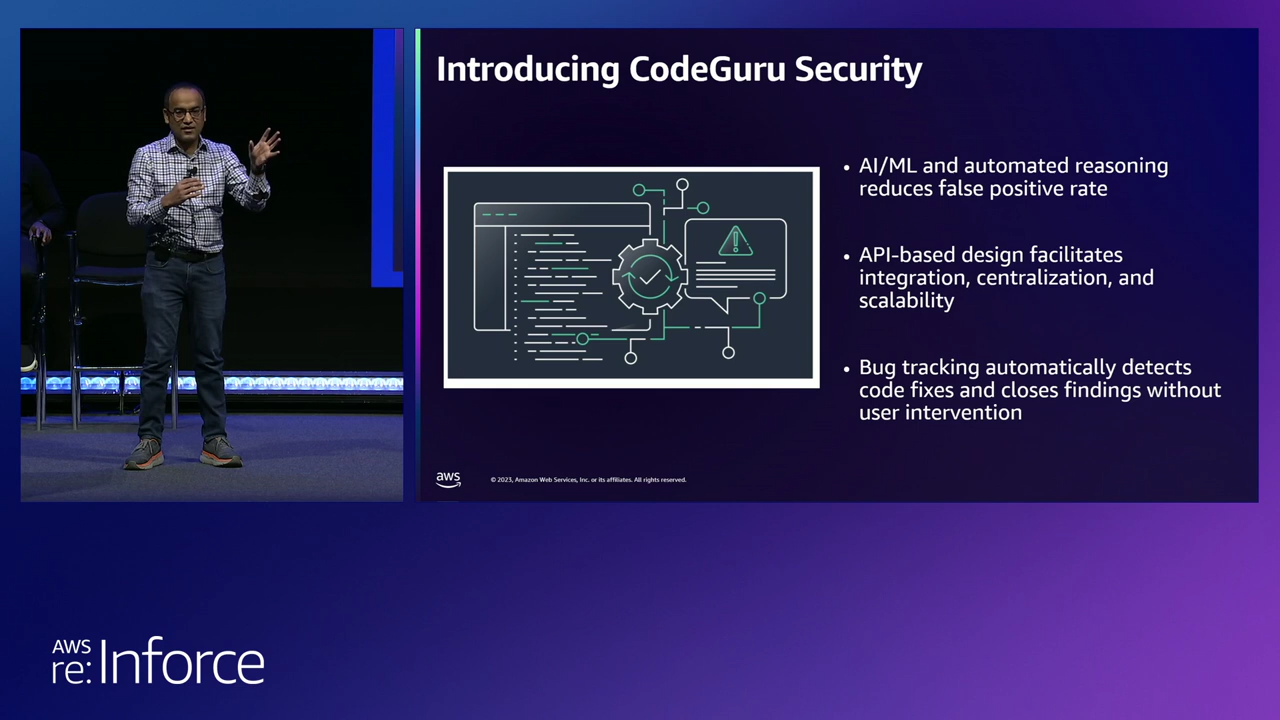 Introducing CodeGuru Security
• AI/ML and automated reasoning
reduces false positive rate
• API-based design facilitates
integration, centralization, and
scalability
• Bug tracking automatically detects
code fixes and closes findings without
user intervention
aws
© 2023, Amazon Web Services, Inc. or its affiliates. All rights reserved.
AWS
re:Inforce